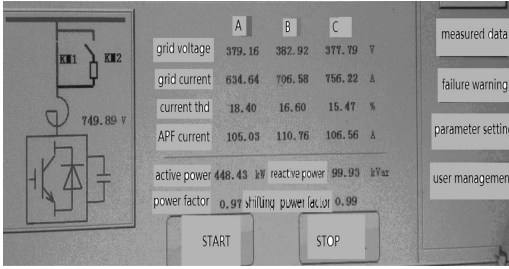 A B C measured data
grid voltage 379.16 382.92 377.79 V
KM1 KM2
grid current 634.64 706.58 756.22 A failure warning
current thd 18.40 16.60 15.47 %
749.89 V
APF current 105.03 110.76 106.56 A parameter settin
active power 448.43 kW reactive power 99.93 kVar
user managemen
power factor 0.97 shifting power factor 0.99
START STOP